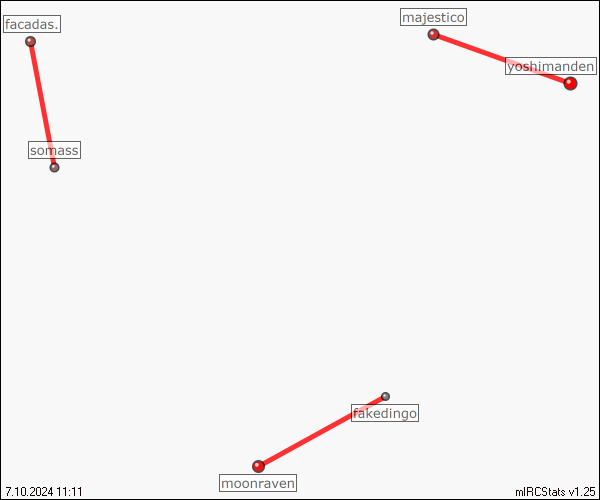 majestico
facadas.
yoshimanden
somass
fakedingo
moonraven
7.10.2024 11:11
mIRCStats v1.25